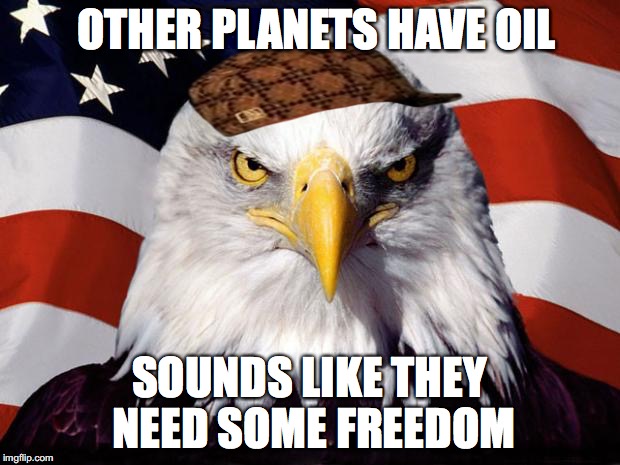 OTHER PLANETS HAVE OIL
SOUNDS LIKE THEY
NEED SOME FREEDOM
imgflip.com